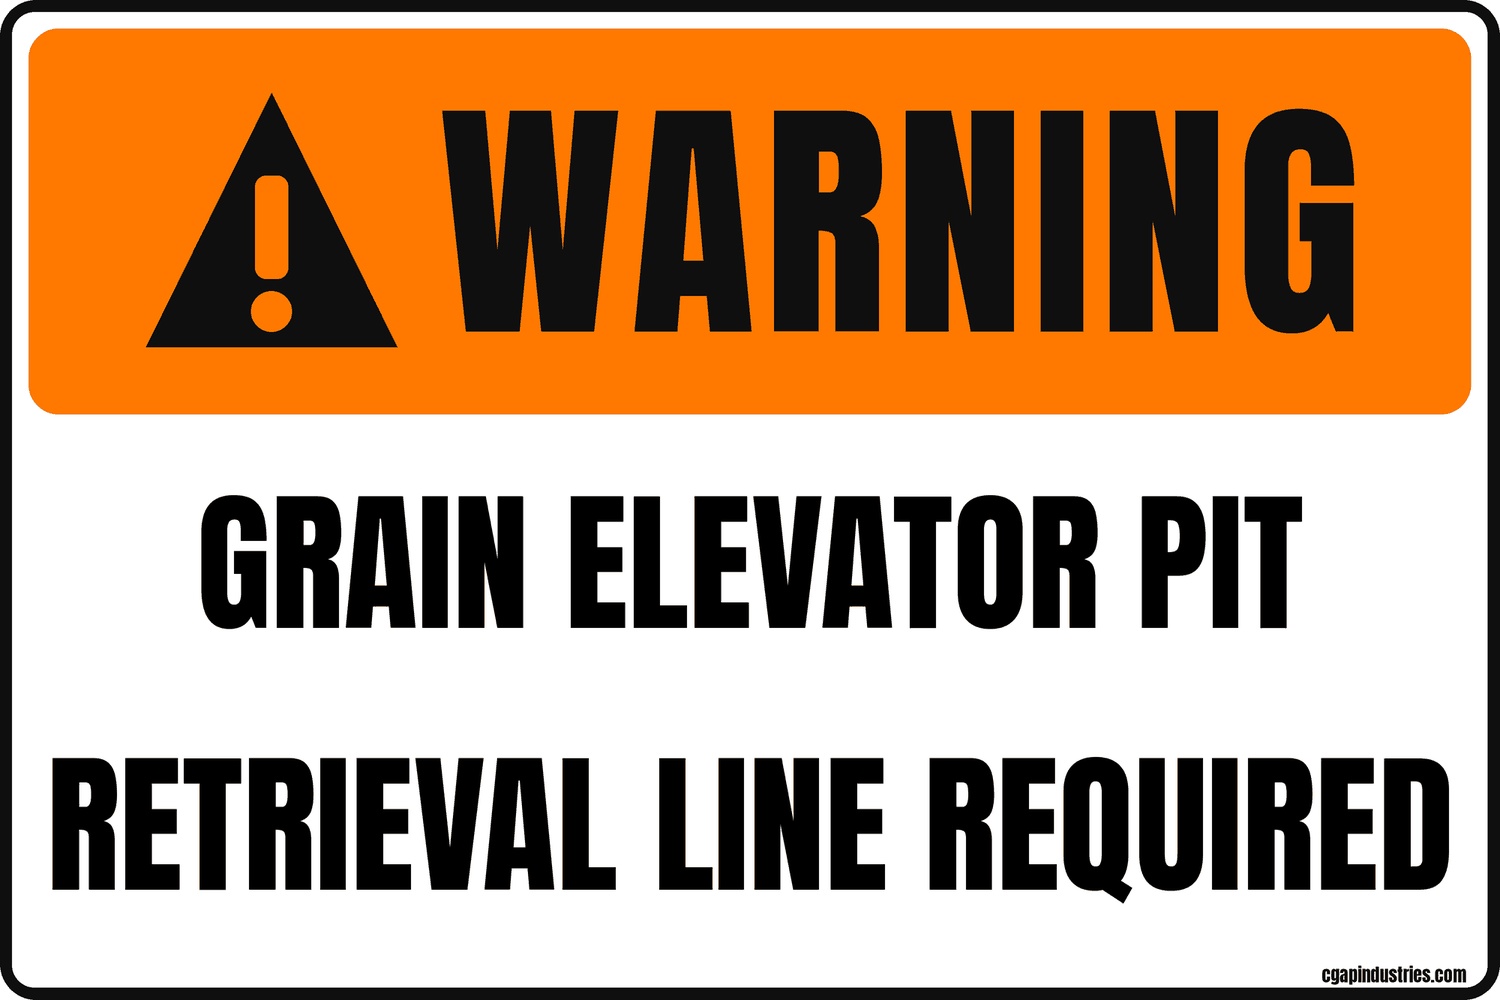 WARNING
GRAIN ELEVATOR PIT
RETRIEVAL LINE REQUIRED
cgapindustries.com